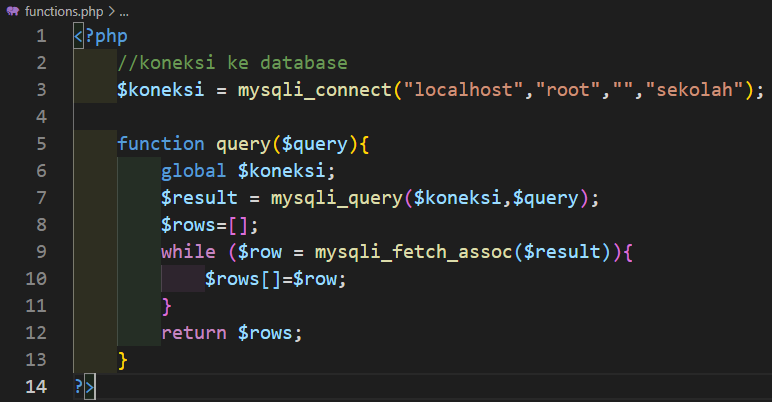 functions.php > ...
1 <?php
2 //koneksi ke database
3 $koneksi = mysqli_connect("localhost","root","","sekolah");
4
5 function query($query){
6 global $koneksi;
7 $result = mysqli_query($koneksi,$query);
8 $rows=[];
9 while ($row = mysqli_fetch_assoc($result)){
10 $rows[]=$row;
11 }
12 return $rows;
13 }
14 ?>